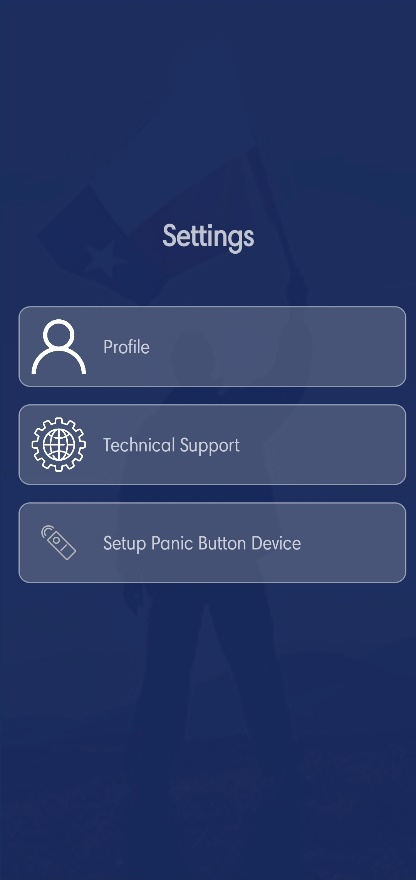 Settings
Profile
Technical Support
Setup Panic Button Device